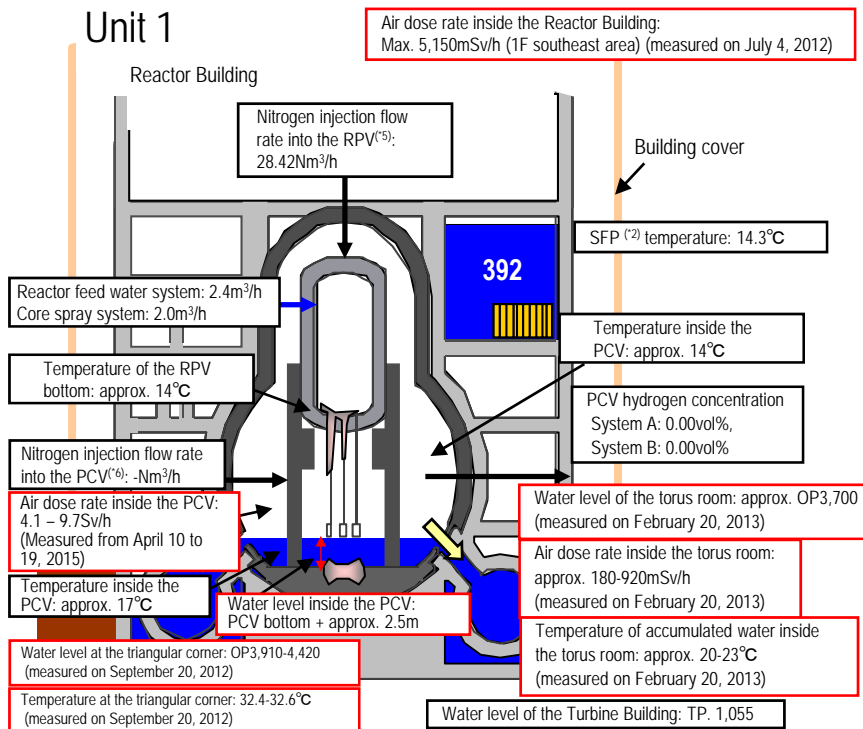 Unit 1
Air dose rate inside the Reactor Building:
Max. 5,150mSv/h (1F southeast area) (measured on July 4, 2012)
Reactor Building
Nitrogen injection flow
rate into the RPV(*5):
28.42Nm3/h
Building cover
SFP (*2) temperature: 14.3℃
392
Reactor feed water system: 2.4m3/h
Core spray system: 2.0m3/h
Temperature inside the
PCV: approx. 14℃
Temperature of the RPV
bottom: approx. 14℃
PCV hydrogen concentration
System A: 0.00vol%,
System B: 0.00vol%
Nitrogen injection flow rate
into the PCV(*6): -Nm3/h
Air dose rate inside the PCV:
4.1 – 9.7Sv/h
(Measured from April 10 to
19, 2015)
Water level of the torus room: approx. OP3,700
(measured on February 20, 2013)
Air dose rate inside the torus room:
approx. 180-920mSv/h
(measured on February 20, 2013)
Temperature inside the
PCV: approx. 17℃
Water level inside the PCV:
PCV bottom + approx. 2.5m
Temperature of accumulated water inside
the torus room: approx. 20-23℃
(measured on February 20, 2013)
Water level at the triangular corner: OP3,910-4,420
(measured on September 20, 2012)
Temperature at the triangular corner: 32.4-32.6℃
(measured on September 20, 2012)
Water level of the Turbine Building: TP. 1,055